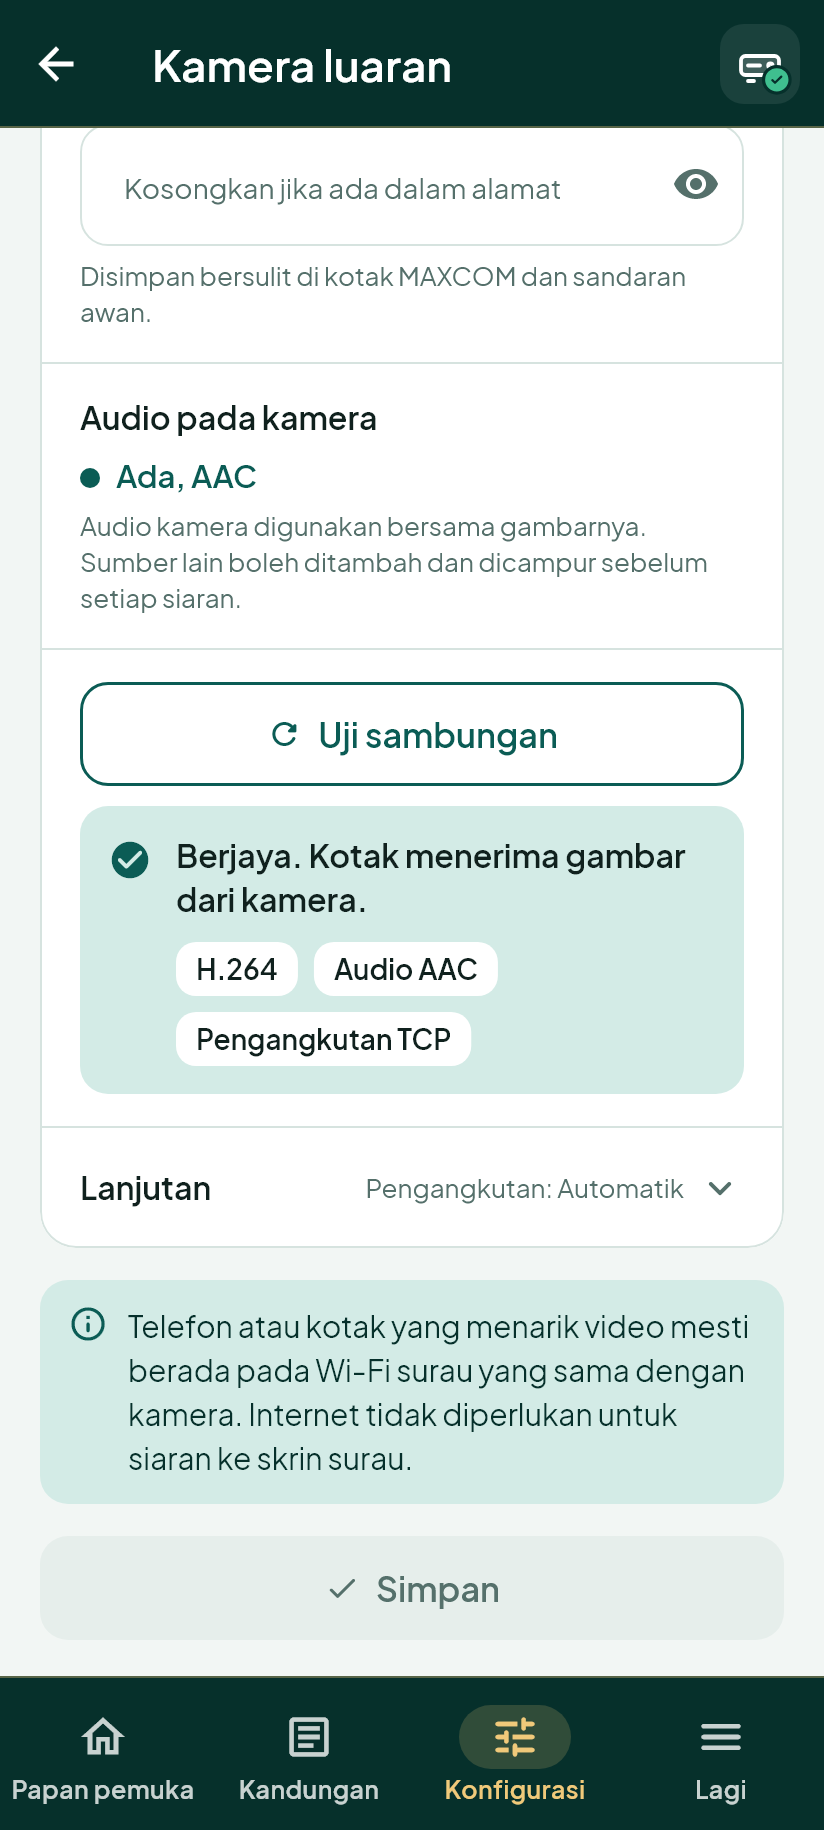 Kamera luaran
Kosongkan jika ada dalam alamat
Disimpan bersulit di kotak MAXCOM dan sandaran
awan.
Audio pada kamera
Ada, AAC
Audio kamera digunakan bersama gambarnya.
Sumber lain boleh ditambah dan dicampur sebelum
setiap siaran.
Uji sambungan
Berjaya. Kotak menerima gambar
dari kamera.
H.264
Audio AAC
Pengangkutan TCP
Lanjutan
Pengangkutan: Automatik
Telefon atau kotak yang menarik video mesti
berada pada Wi-Fi surau yang sama dengan
kamera. Internet tidak diperlukan untuk
siaran ke skrin surau.
Simpan
Papan pemuka
Kandungan
Konfigurasi
Lagi